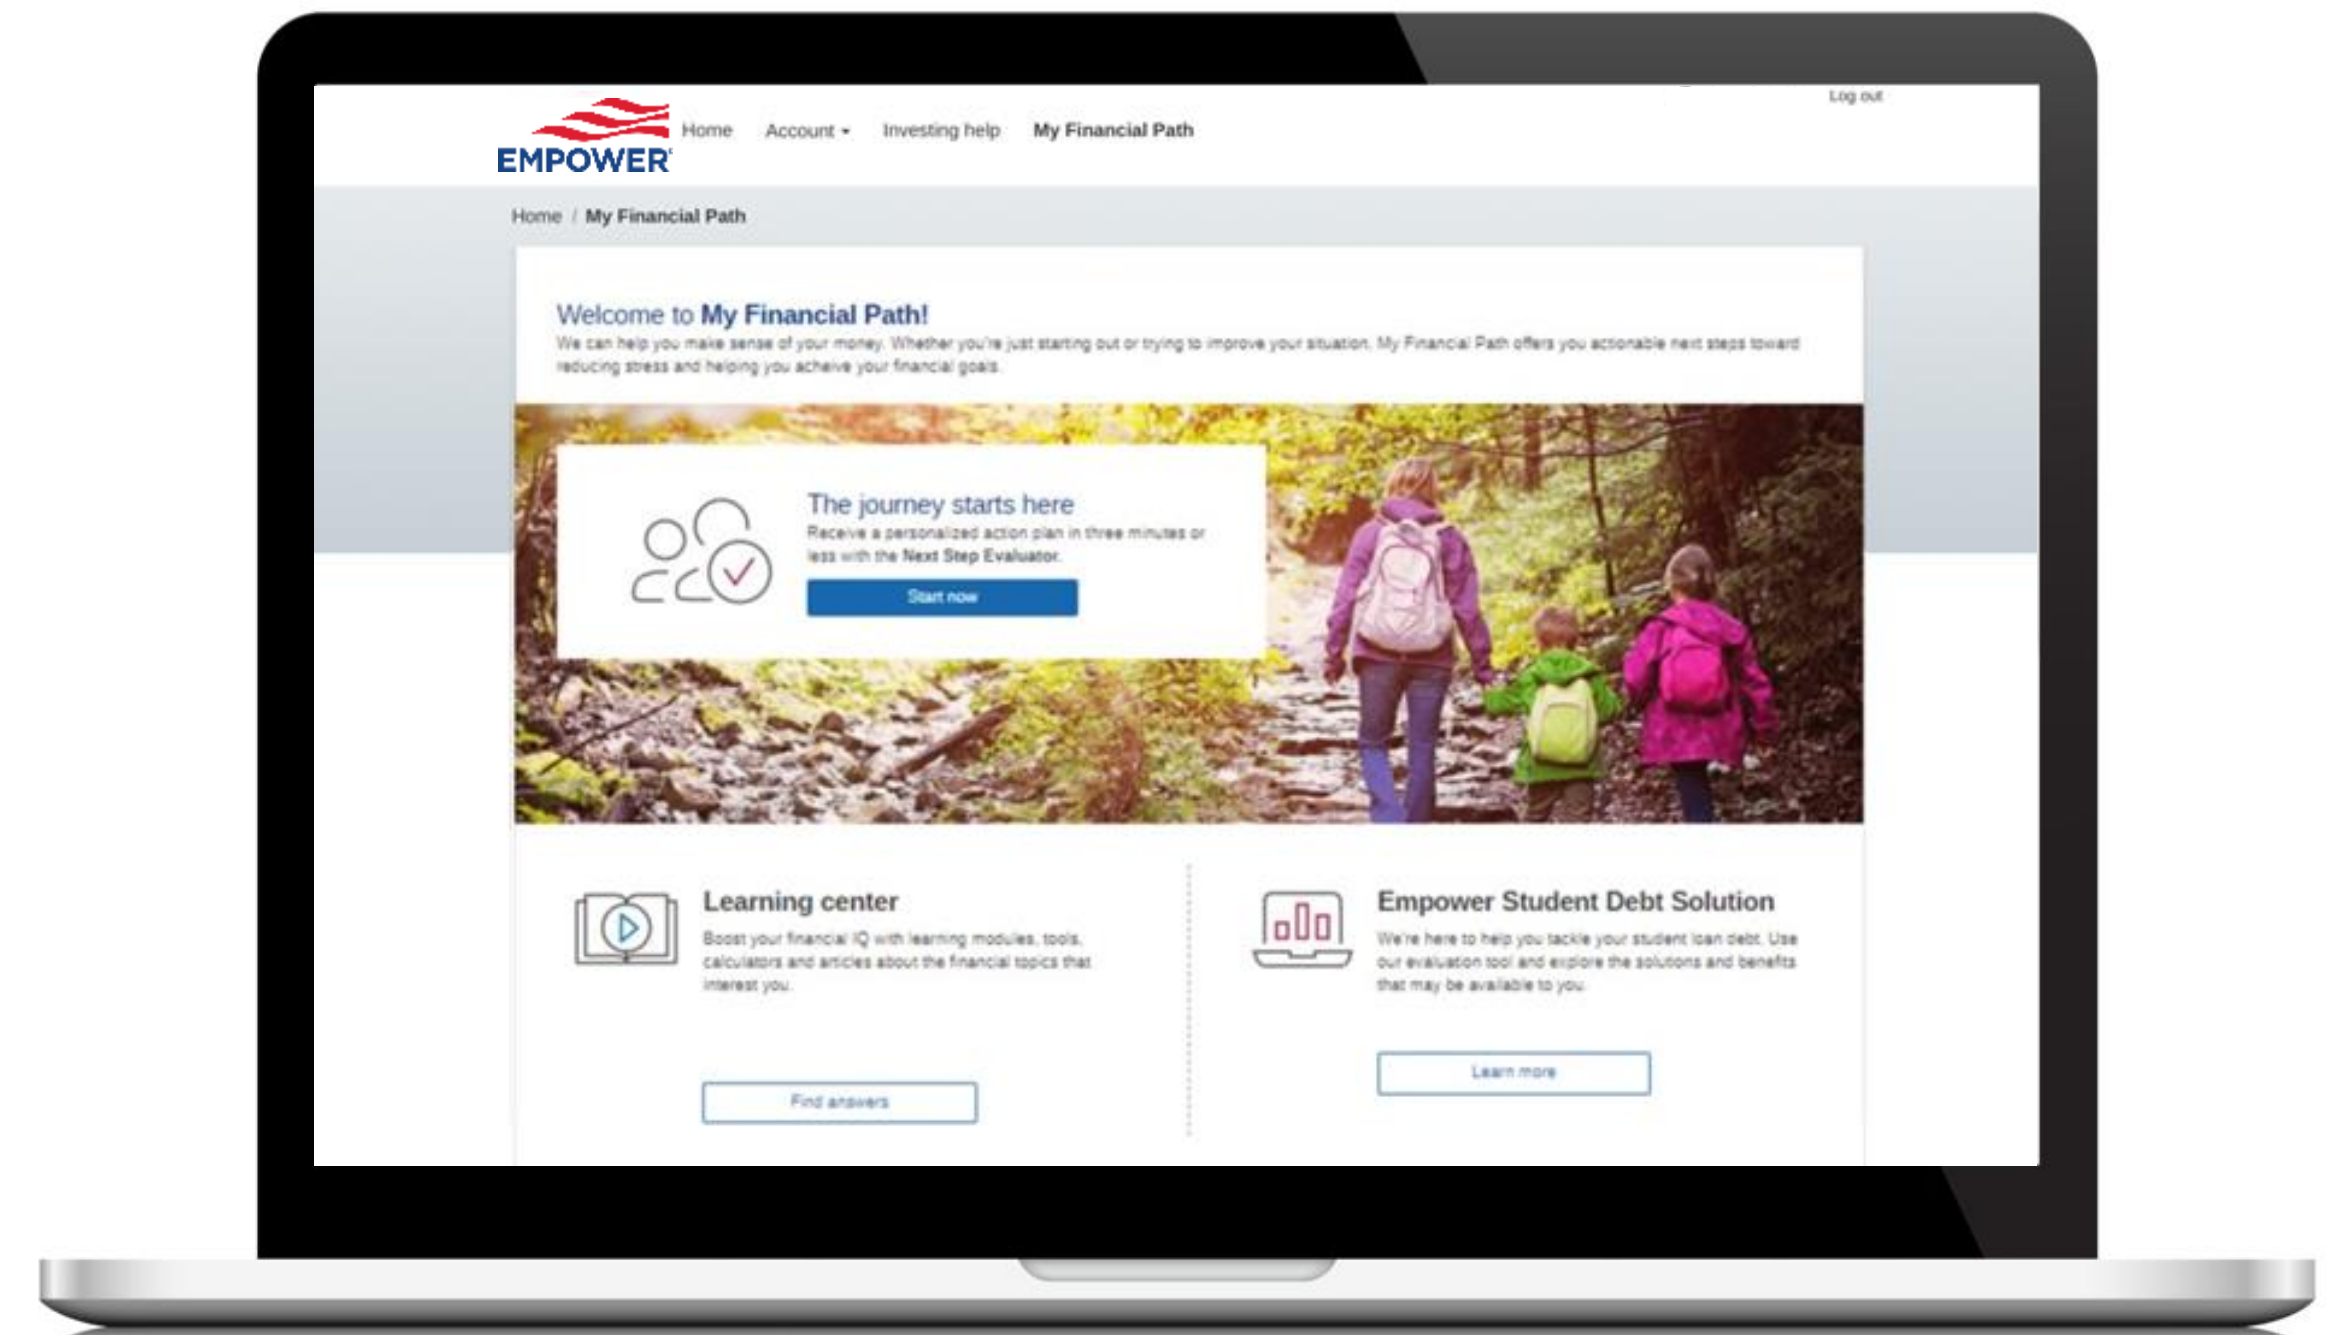 Log out
EMPOWER
Home Account Investing help My Financial Path
Home / My Financial Path
Welcome to My Financial Path!
We can help you make sense of your money. Whether you're just starting out or trying to improve your situation. My Financial Path offers you actionable next steps toward
reducing stress and helping you acheive your financial goals.
The journey starts here
Receive a personalized action plan in three minutes or
less with the Next Step Evaluator.
Start now
Learning center
Boost your financial IQ with learning modules, tools,
calculators and articles about the financial topics that
interest you.
Find answers
Empower Student Debt Solution
We're here to help you tackle your student loan debt. Use
our evaluation tool and explore the solutions and benefits
that may be available to you.
Learn more